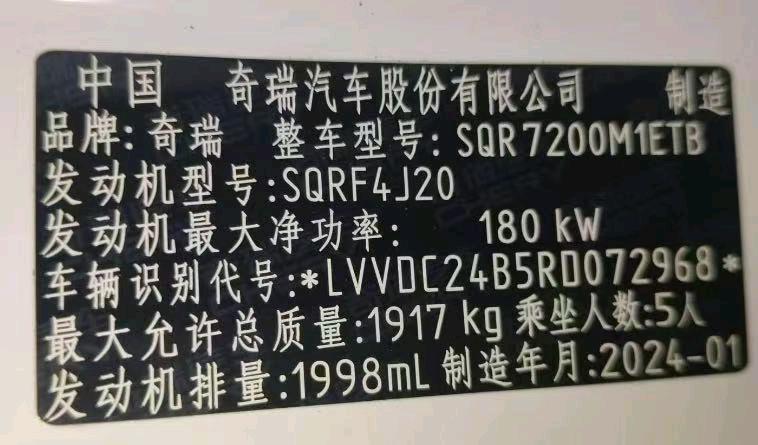 中国 奇瑞汽车股份有限公司 制造
品牌:奇瑞 整车型号:SQR7200M1ETB
发动机型号:SQRF4J20
发动机最大净功率: 180 kW
车辆识别代号:*LVVDC24B5RD072968*
最大允许总质量:1917 kg 乘坐人数:5人
发动机排量:1998mL 制造年月:2024-01